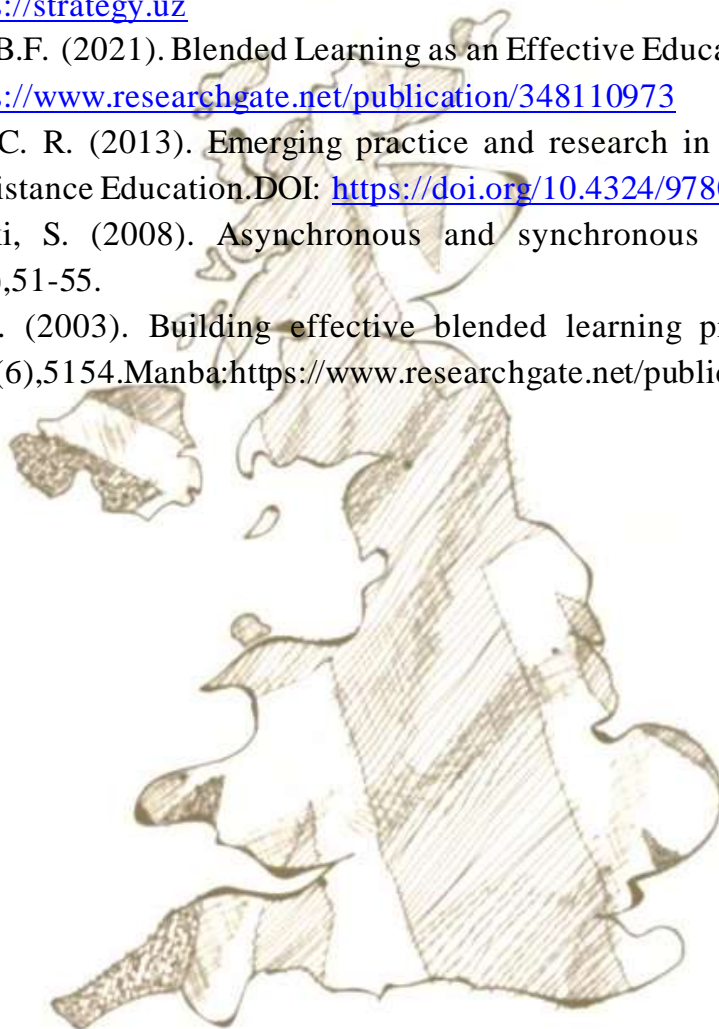 s://strategy.uz
B.F. (2021). Blended Learning as an Effective Educa
s://www.researchgate.net/publication/348110973
C. R. (2013). Emerging practice and research in
istance Education.DOI: https://doi.org/10.4324/978
ki, S. (2008). Asynchronous and synchronous
),51-55.
. (2003). Building effective blended learning p
(6),5154.Manba:https://www.researchgate.net/public